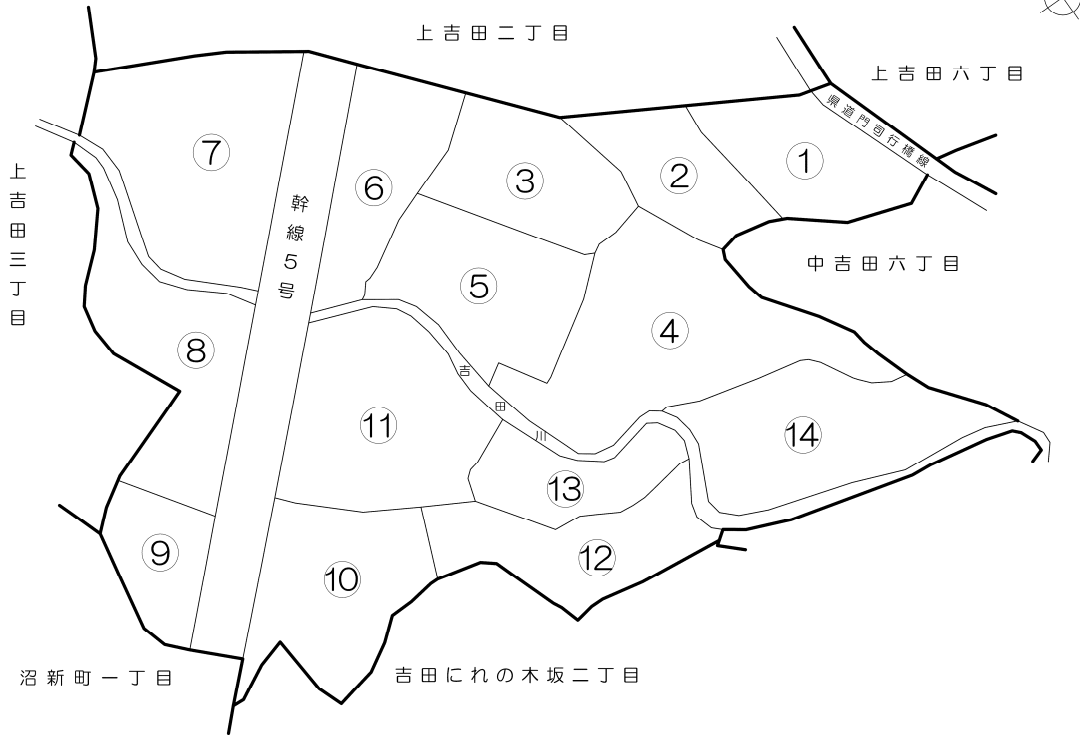 上吉田二丁目
上吉田六丁目
県道門司行橋線
①
②
③
⑦
⑥
上吉田三丁目
幹線5号
中吉田六丁目
⑤
④
⑧
吉田川
⑪
⑭
⑬
⑨
⑫
⑩
沼新町一丁目
吉田にれの木坂二丁目